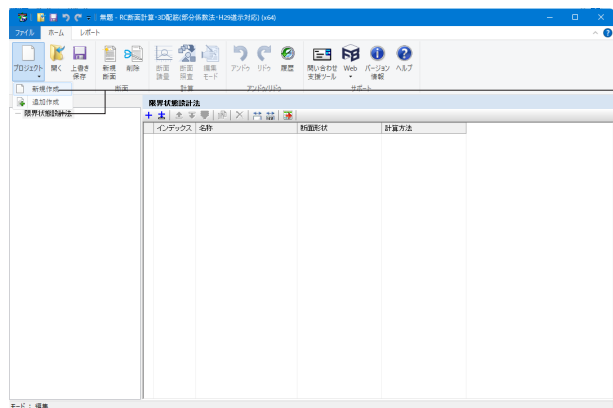 無題 - RC断面計算・3D配筋(部分係数法・H29道示対応) (x64)
ファイル ホーム レポート
プロジェクト 開く 上書き保存 新規断面 削除 断面諸量 断面照査 編集モード アンドゥ リドゥ 履歴 問い合わせ支援ツール Web バージョン情報 ヘルプ
断面 計算 アンドゥ/リドゥ サポート
新規作成
追加作成
限界状態設計法
限界状態設計法
インデックス 名称 断面形状 計算方法
モード : 編集